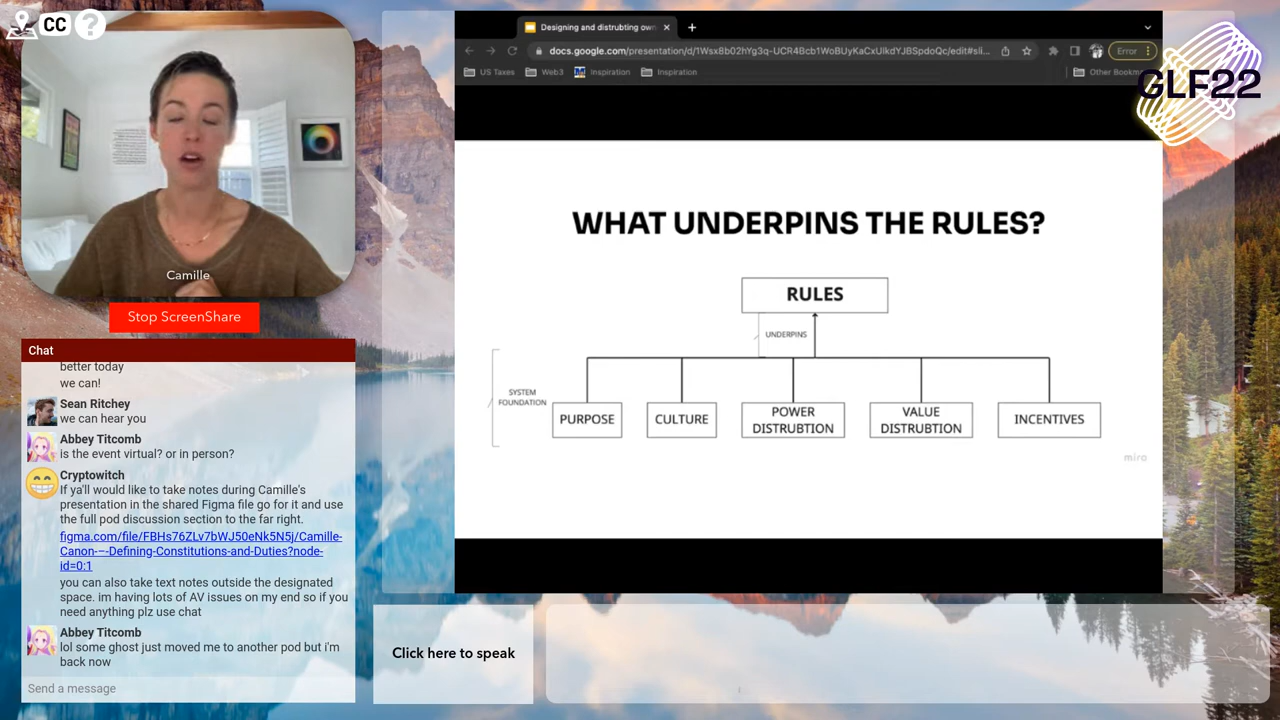 CC
?
Camille
Stop ScreenShare
Chat
better today
we can!
Sean Ritchey
we can hear you
Abbey Titcomb
is the event virtual? or in person?
Cryptowitch
If ya'll would like to take notes during Camille's
presentation in the shared Figma file go for it and use
the full pod discussion section to the far right.
figma.com/file/FBHs76ZLv7bWJ50eNk5N5j/Camille-
Canon-–-Defining-Constitutions-and-Duties?node-
id=0:1
you can also take text notes outside the designated
space. im having lots of AV issues on my end so if you
need anything plz use chat
Abbey Titcomb
lol some ghost just moved me to another pod but i'm
back now
Send a message
Designing and distrubting own
docs.google.com/presentation/d/1Wsx8b02hYg3q-UCR4Bcb1WoBUyKaCxUlkdYJBSpdoQc/edit#sli...
Error
US Taxes
Web3
inspiration
Inspiration
Other Bookm
GLF22
WHAT UNDERPINS THE RULES?
RULES
UNDERPINS
SYSTEM
FOUNDATION
PURPOSE
CULTURE
POWER
DISTRUBTION
VALUE
DISTRUBTION
INCENTIVES
miro
Click here to speak